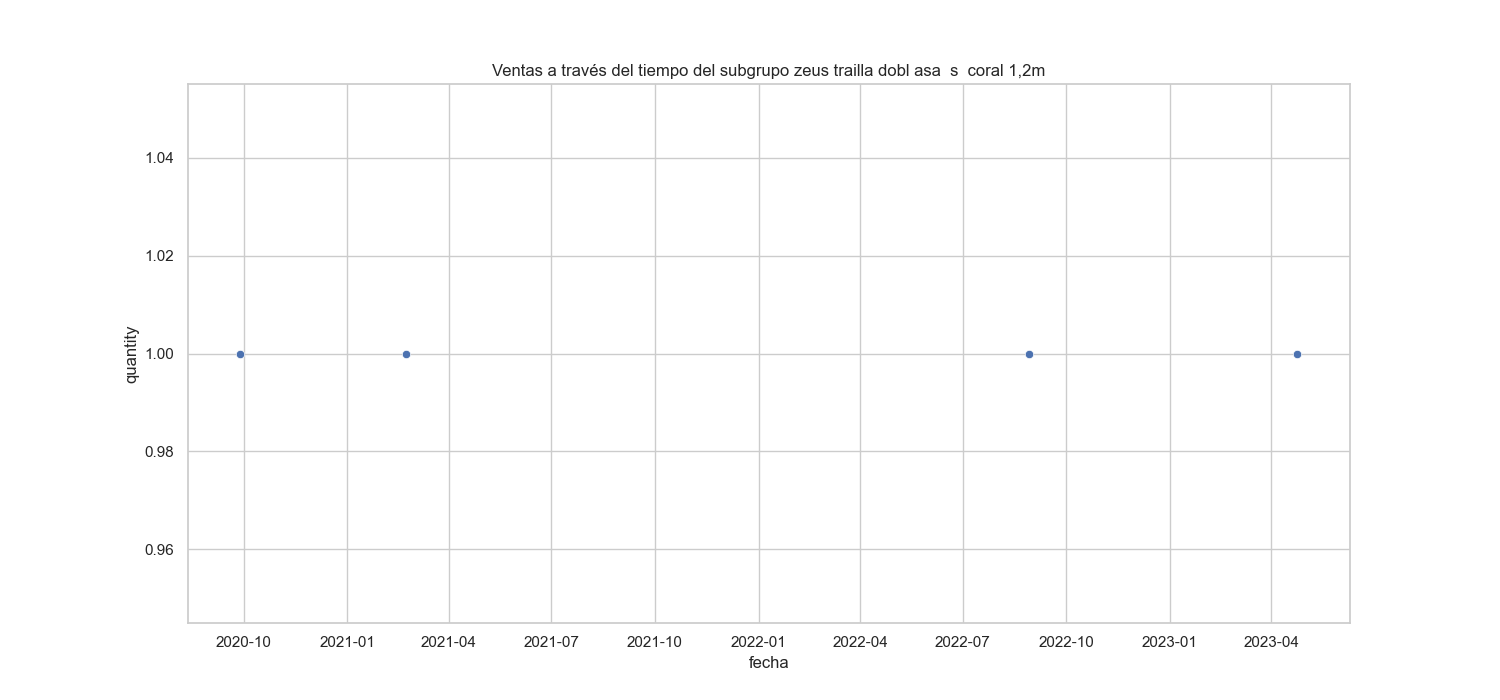 Ventas a través del tiempo del subgrupo zeus trailla dobl asa  s  coral 1,2m
1.04
1.02
1.00
0.98
0.96
quantity
2020-10 2021-01 2021-04 2021-07 2021-10 2022-01 2022-04 2022-07 2022-10 2023-01 2023-04
fecha